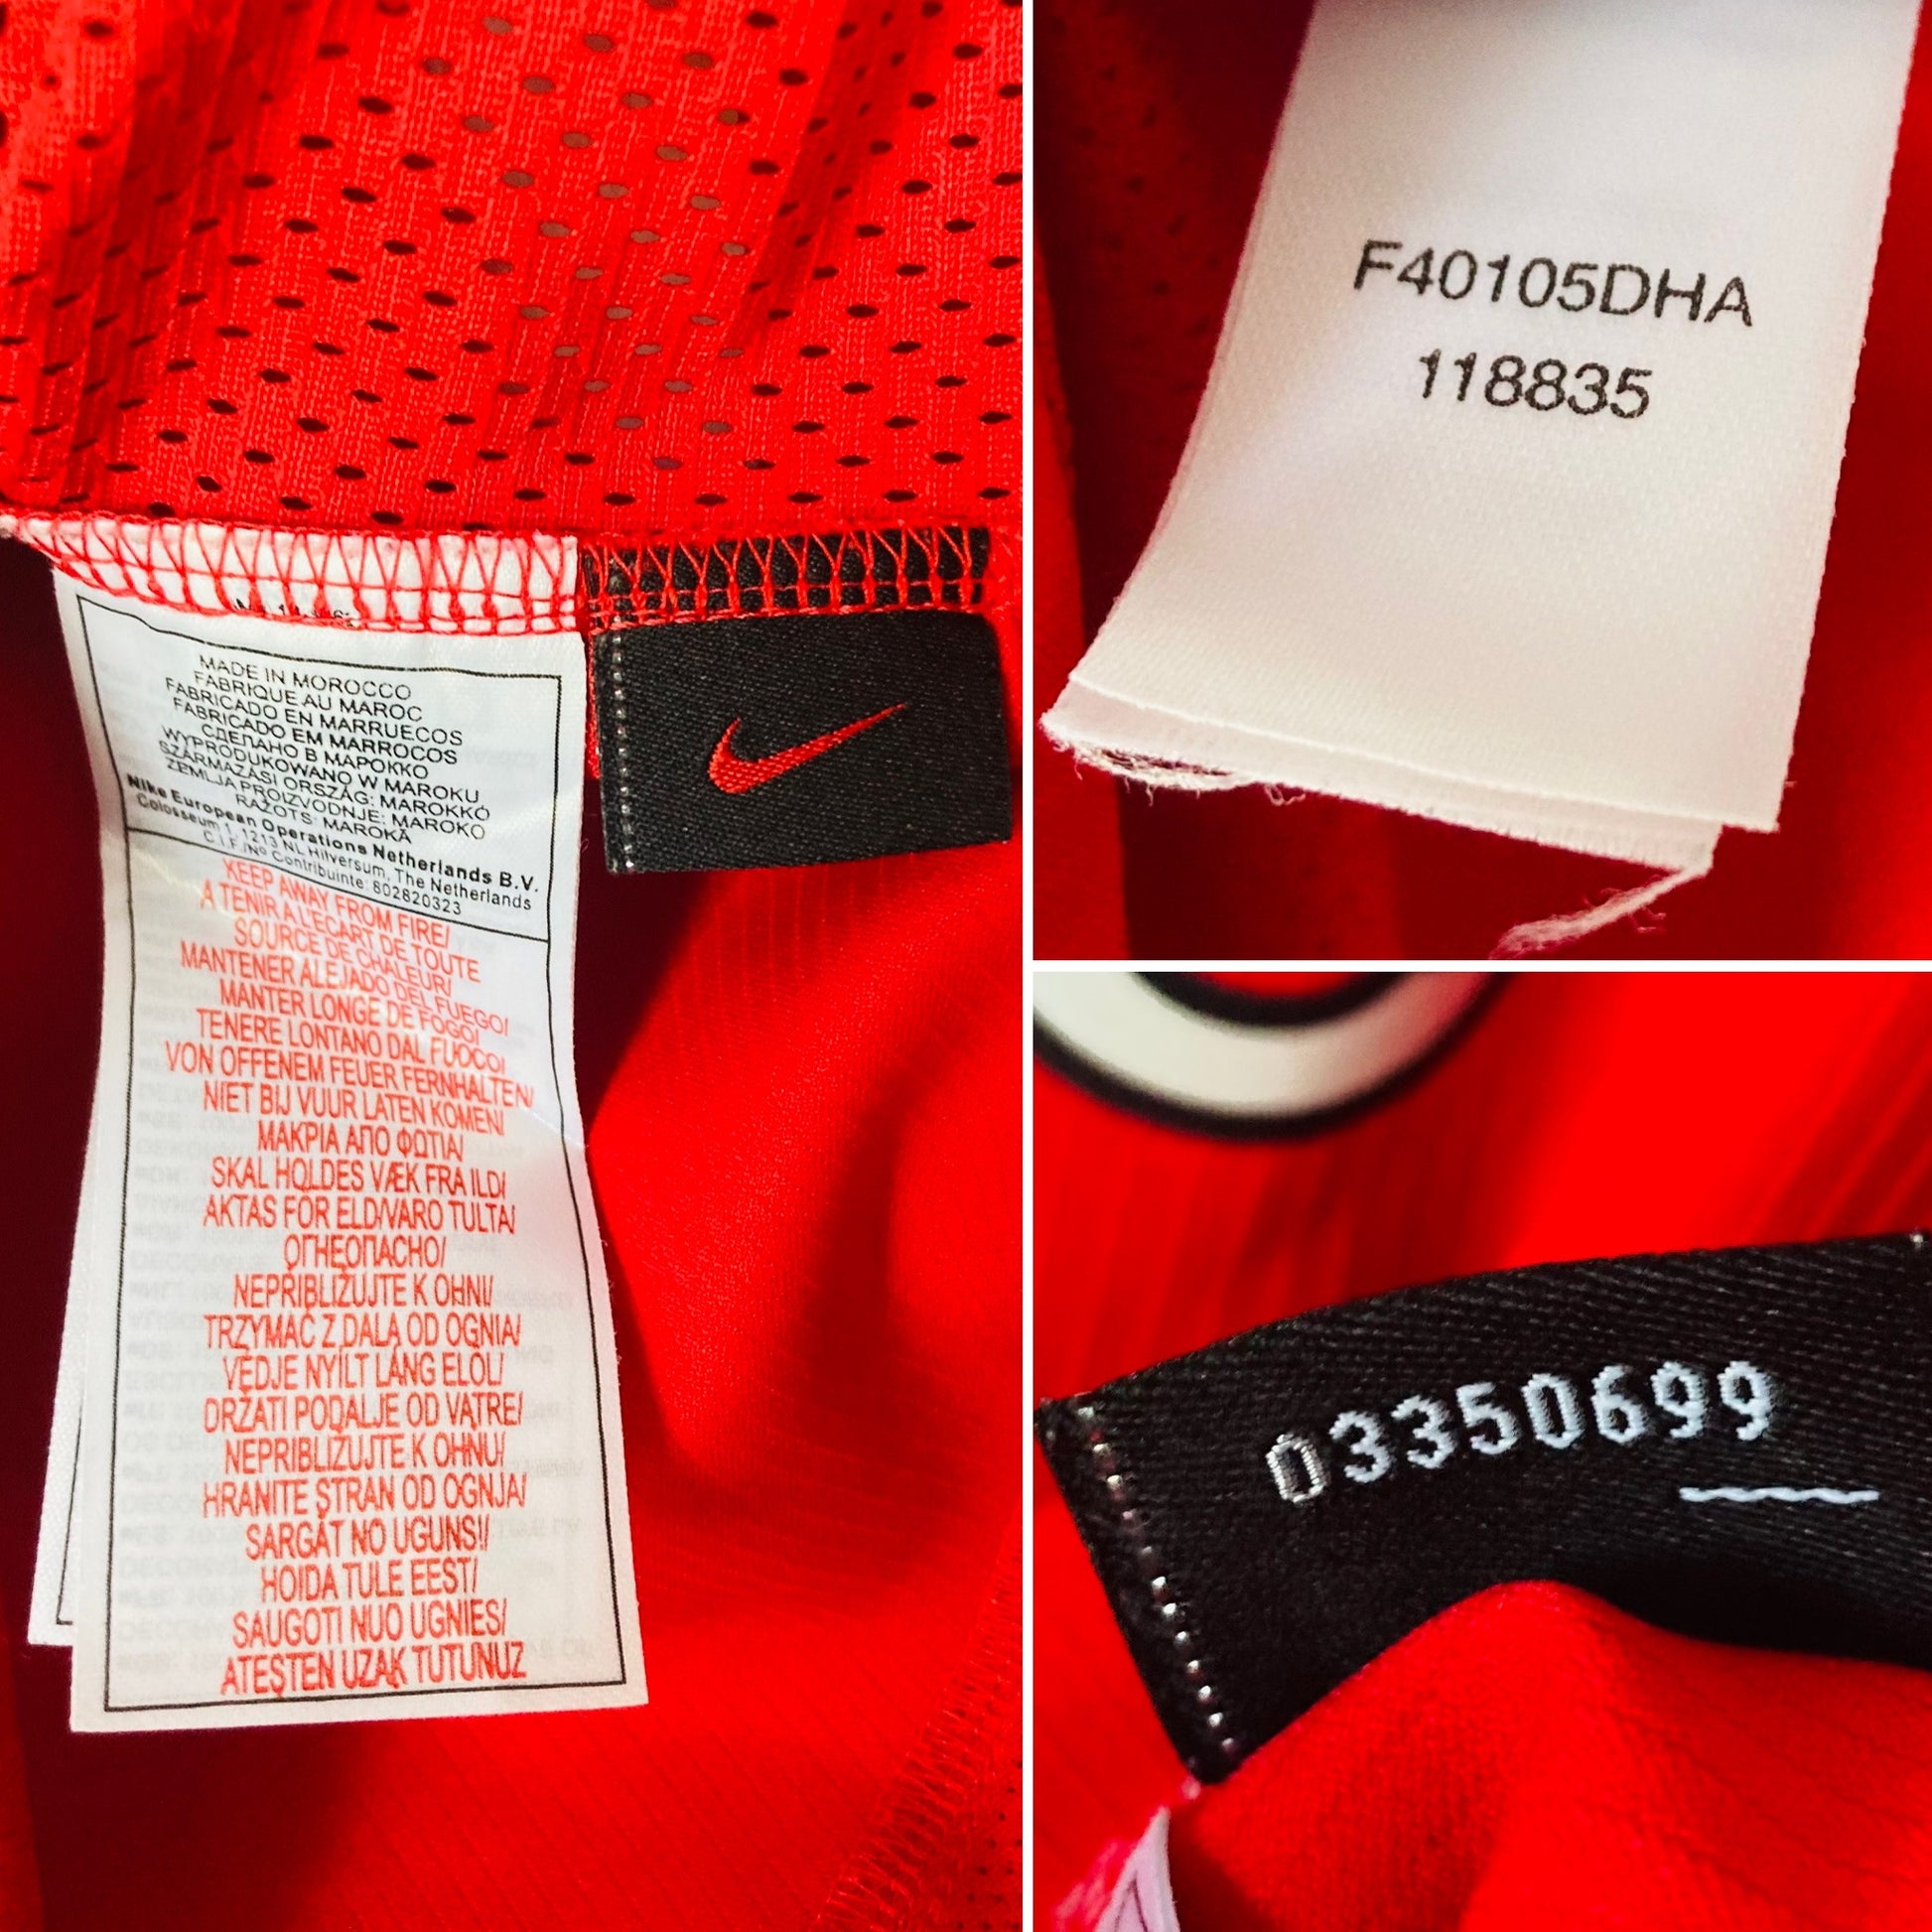 MADE IN MOROCCO
FABRIQUE AU MAROC
FABRICADO EN MARRUECOS
FABRICADO EM MARROCOS
СДЕЛАНО В МАРОККО
WYPRODUKOWANO W MAROKU
SZÁRMAZÁSI ORSZÁG: MAROKKÓ
ZEMLJA PROIZVODNJE: MAROKO
RAŽOTS: MAROKĀ
Nike European Operations Netherlands B.V.
Colosseum 1, 1213 NL Hilversum, The Netherlands
C.I.F./Nº Contribuinte: 802820323
KEEP AWAY FROM FIRE/
A TENIR A L'ECART DE TOUTE
SOURCE DE CHALEUR/
MANTENER ALEJADO DEL FUEGO/
MANTER LONGE DE FOGO/
TENERE LONTANO DAL FUOCO/
VON OFFENEM FEUER FERNHALTEN/
NIET BIJ VUUR LATEN KOMEN/
ΜΑΚΡΙΑ ΑΠΟ ΦΩΤΙΑ/
SKAL HOLDES VÆK FRA ILD/
AKTAS FÖR ELD/VARO TULTA/
ОГНЕОПАСНО/
NEPRIBLIŽUJTE K OHNI/
TRZYMAĆ Z DALA OD OGNIA/
VÉDJE NYÍLT LÁNG ELŐL/
DRŽATI PODALJE OD VATRE/
NEPRIBLIŽUJTE K OHNU/
HRANITE STRAN OD OGNJA/
SARGĀT NO UGUNS!/
HOIDA TULE EEST/
SAUGOTI NUO UGNIES/
ATEŞTEN UZAK TUTUNUZ
F40105DHA
118835
03350699